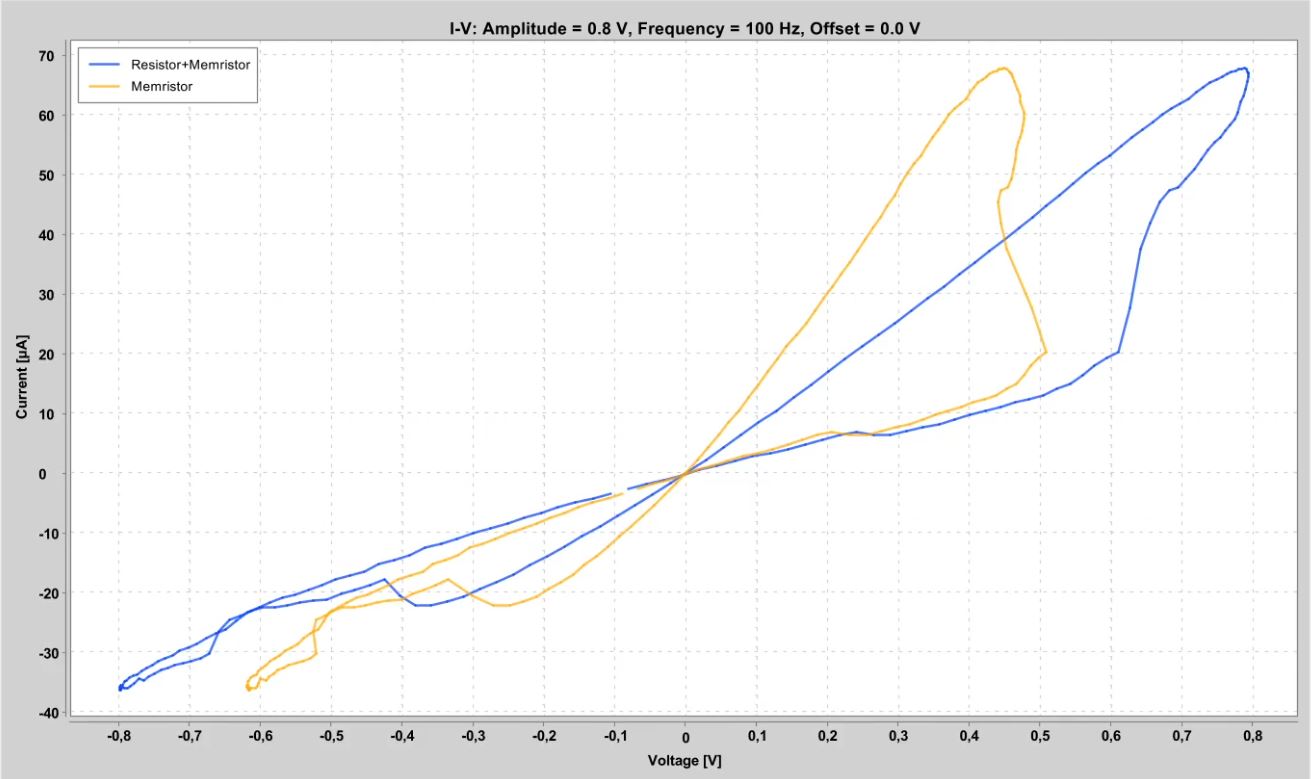 I-V: Amplitude = 0.8 V, Frequency = 100 Hz, Offset = 0.0 V
Resistor+Memristor
Memristor
70
60
50
40
30
20
10
0
-10
-20
-30
-40
Current [µA]
-0,8 -0,7 -0,6 -0,5 -0,4 -0,3 -0,2 -0,1 0 0,1 0,2 0,3 0,4 0,5 0,6 0,7 0,8
Voltage [V]